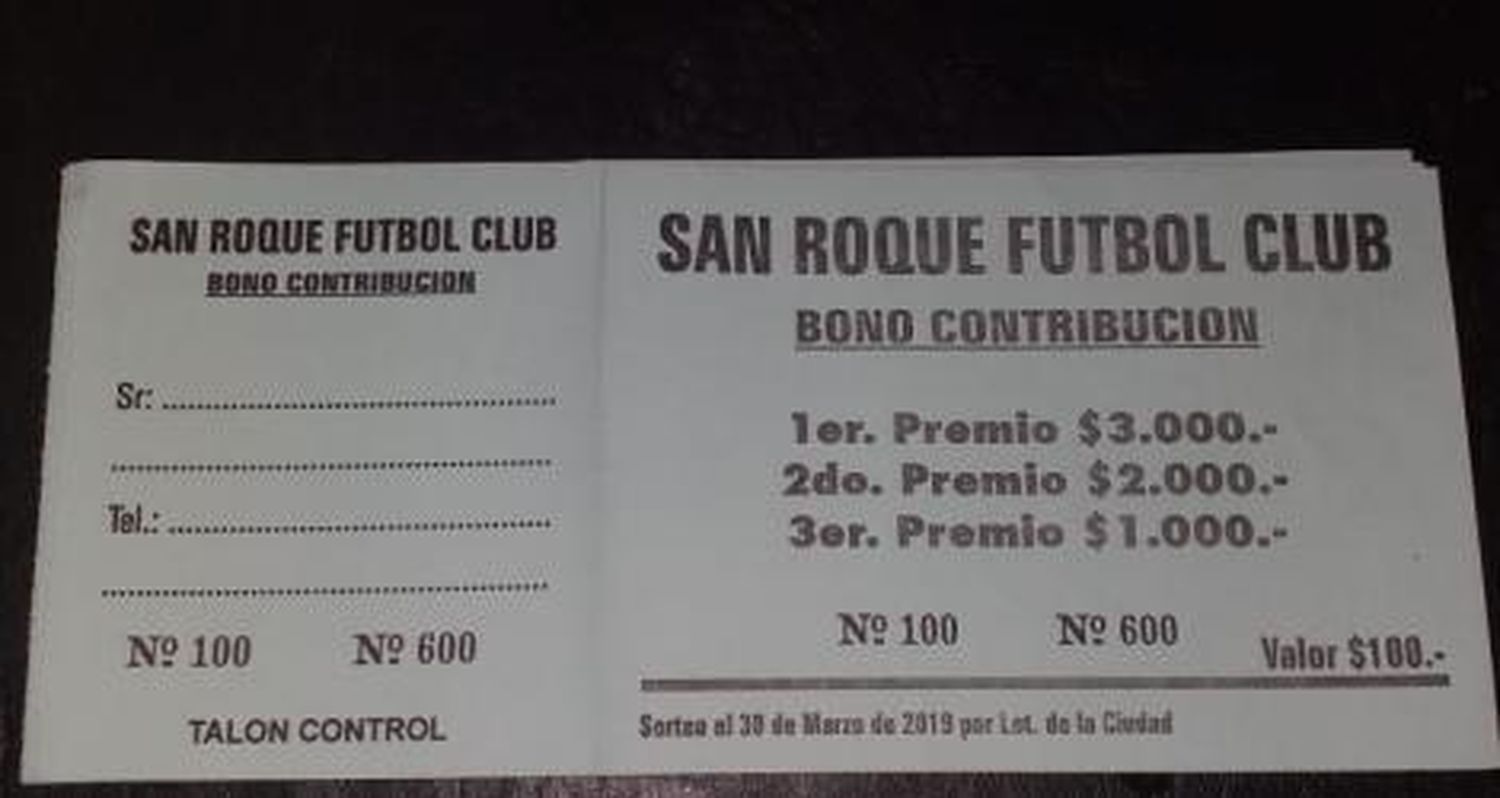 SAN ROQUE FUTBOL CLUB
BONO CONTRIBUCION
Sr: ....................................................
..........................................................
Tel.: ..................................................
..........................................................
Nº 100 Nº 600
TALON CONTROL
SAN ROQUE FUTBOL CLUB
BONO CONTRIBUCION
1er. Premio $3.000.-
2do. Premio $2.000.-
3er. Premio $1.000.-
Nº 100 Nº 600 Valor $100.-
Sorteo el 30 de Marzo de 2019 por Lot. de la Ciudad